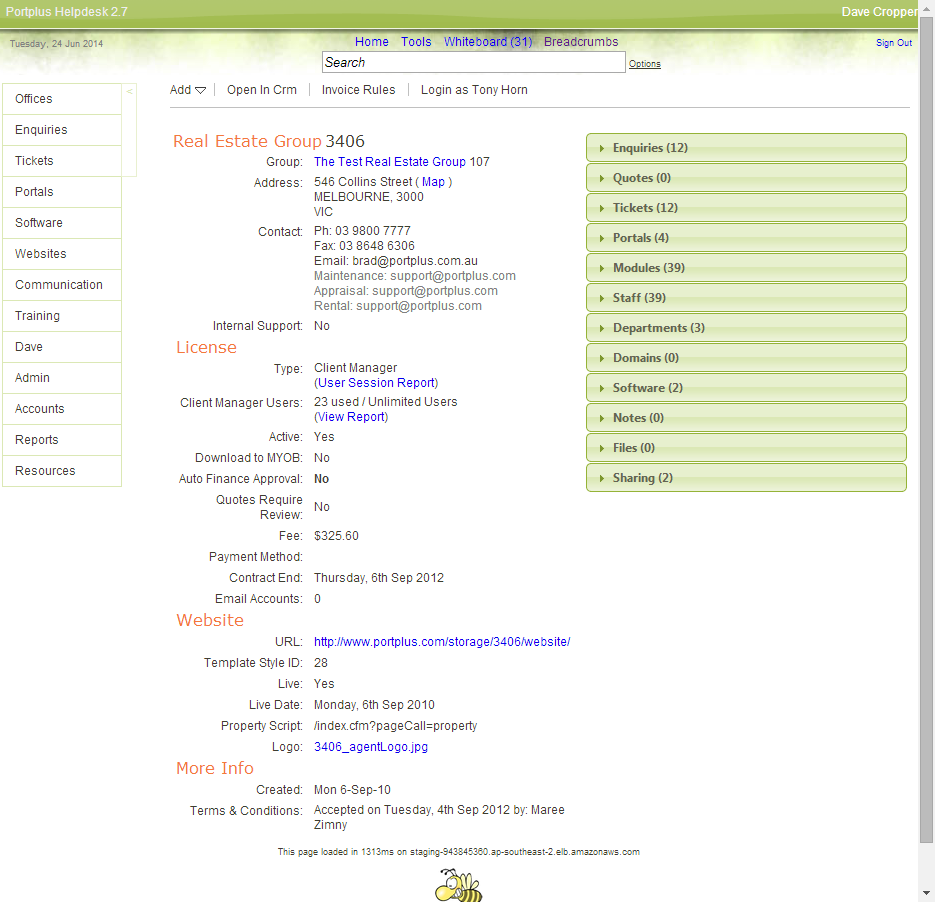 Portplus Helpdesk 2.7
Dave Cropper
Tuesday, 24 Jun 2014
Home Tools Whiteboard (31) Breadcrumbs
Sign Out
Search
Options
Offices
Enquiries
Tickets
Portals
Software
Websites
Communication
Training
Dave
Admin
Accounts
Reports
Resources
<
Add Open In Crm Invoice Rules Login as Tony Horn
Real Estate Group 3406
Group: The Test Real Estate Group 107
Address: 546 Collins Street ( Map )
MELBOURNE, 3000
VIC
Contact: Ph: 03 9800 7777
Fax: 03 8648 6306
Email: brad@portplus.com.au
Maintenance: support@portplus.com
Appraisal: support@portplus.com
Rental: support@portplus.com
Internal Support: No
License
Type: Client Manager
(User Session Report)
Client Manager Users: 23 used / Unlimited Users
(View Report)
Active: Yes
Download to MYOB: No
Auto Finance Approval: No
Quotes Require
Review: No
Fee: $325.60
Payment Method:
Contract End: Thursday, 6th Sep 2012
Email Accounts: 0
Website
URL: http://www.portplus.com/storage/3406/website/
Template Style ID: 28
Live: Yes
Live Date: Monday, 6th Sep 2010
Property Script: /index.cfm?pageCall=property
Logo: 3406_agentLogo.jpg
More Info
Created: Mon 6-Sep-10
Terms & Conditions: Accepted on Tuesday, 4th Sep 2012 by: Maree
Zimny
Enquiries (12)
Quotes (0)
Tickets (12)
Portals (4)
Modules (39)
Staff (39)
Departments (3)
Domains (0)
Software (2)
Notes (0)
Files (0)
Sharing (2)
This page loaded in 1313ms on staging-943845360.ap-southeast-2.elb.amazonaws.com